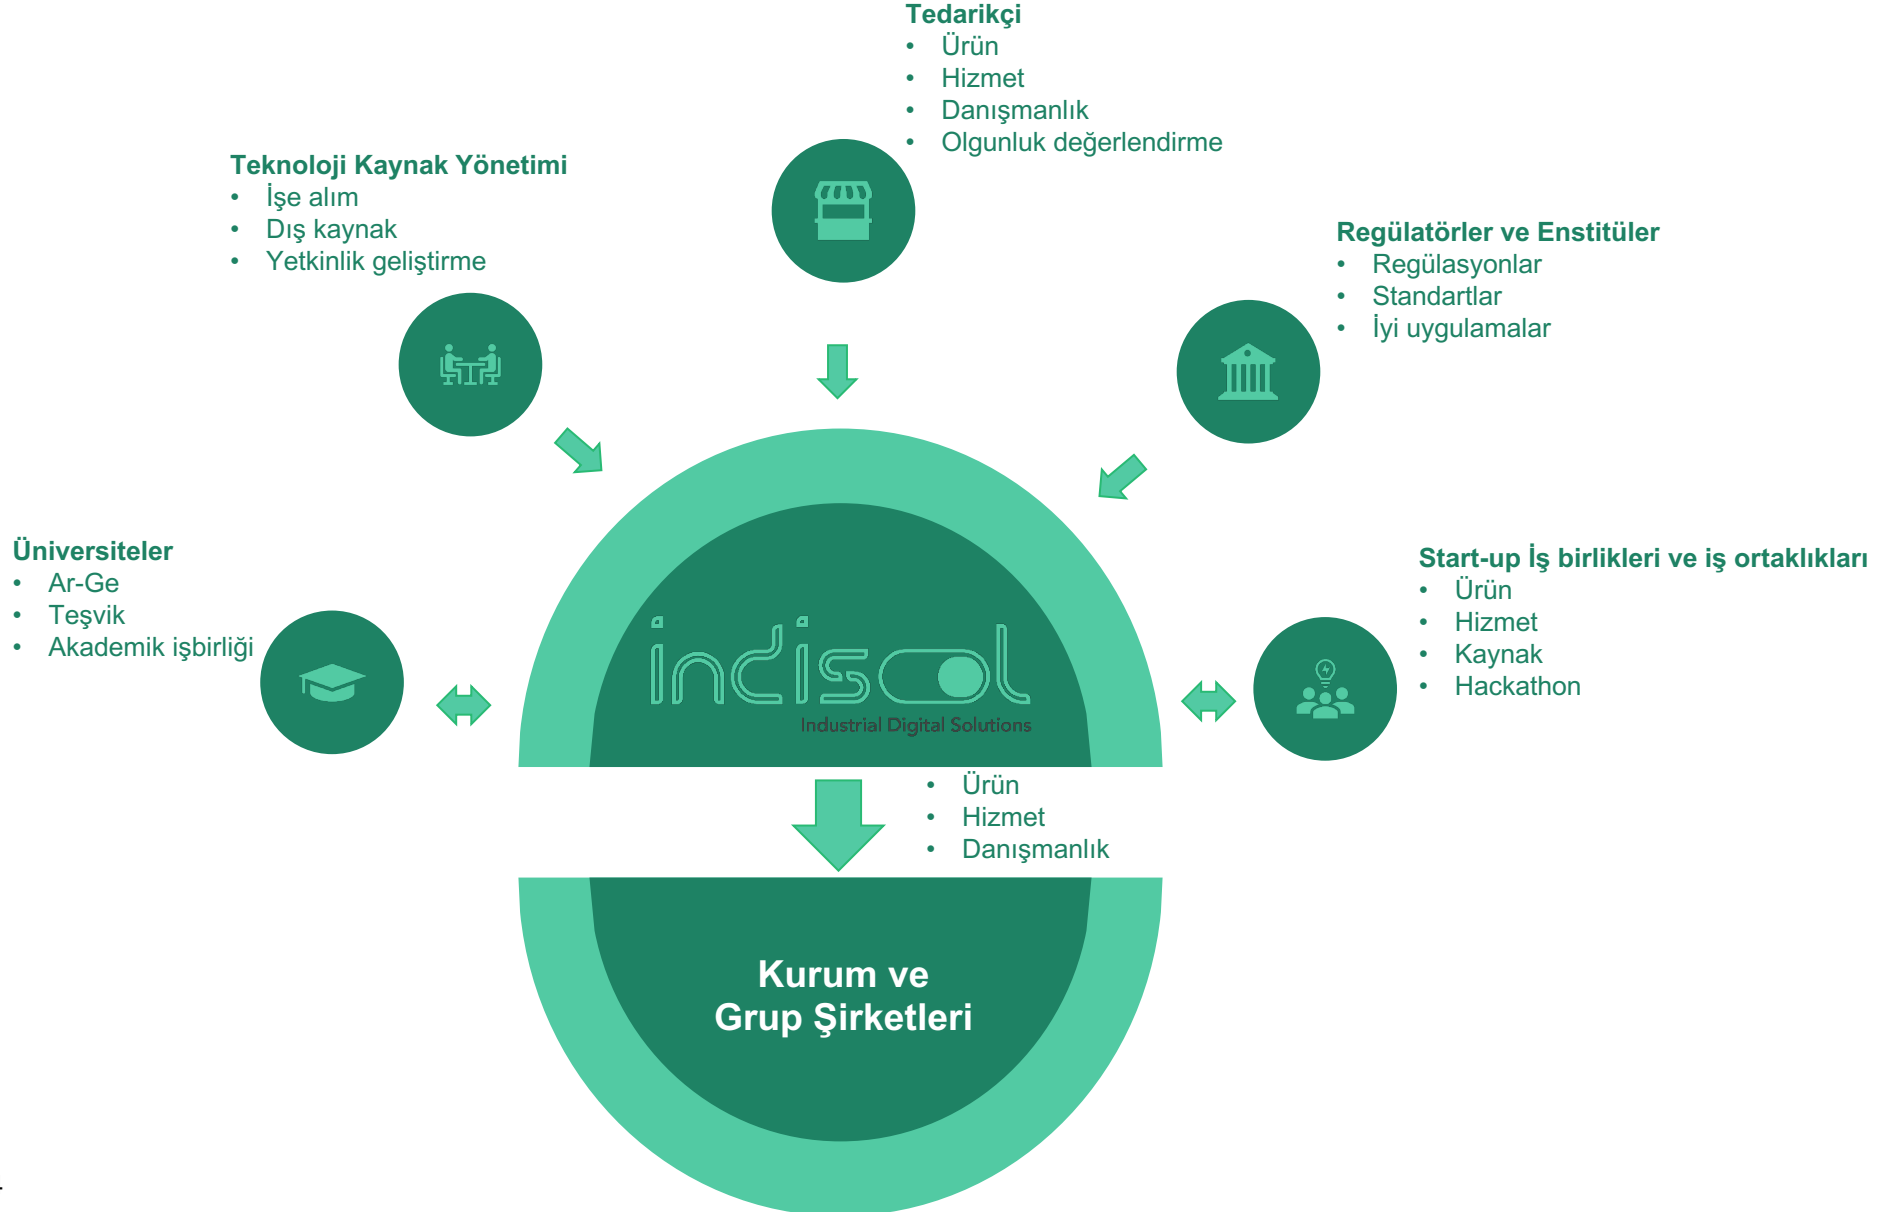 Tedarikçi
• Ürün
• Hizmet
• Danışmanlık
• Olgunluk değerlendirme
Teknoloji Kaynak Yönetimi
• İşe alım
• Dış kaynak
• Yetkinlik geliştirme
Regülatörler ve Enstitüler
• Regülasyonlar
• Standartlar
• İyi uygulamalar
Üniversiteler
• Ar-Ge
• Teşvik
• Akademik işbirliği
Start-up İş birlikleri ve iş ortaklıkları
• Ürün
• Hizmet
• Kaynak
• Hackathon
indisol
Industrial Digital Solutions
• Ürün
• Hizmet
• Danışmanlık
Kurum ve
Grup Şirketleri